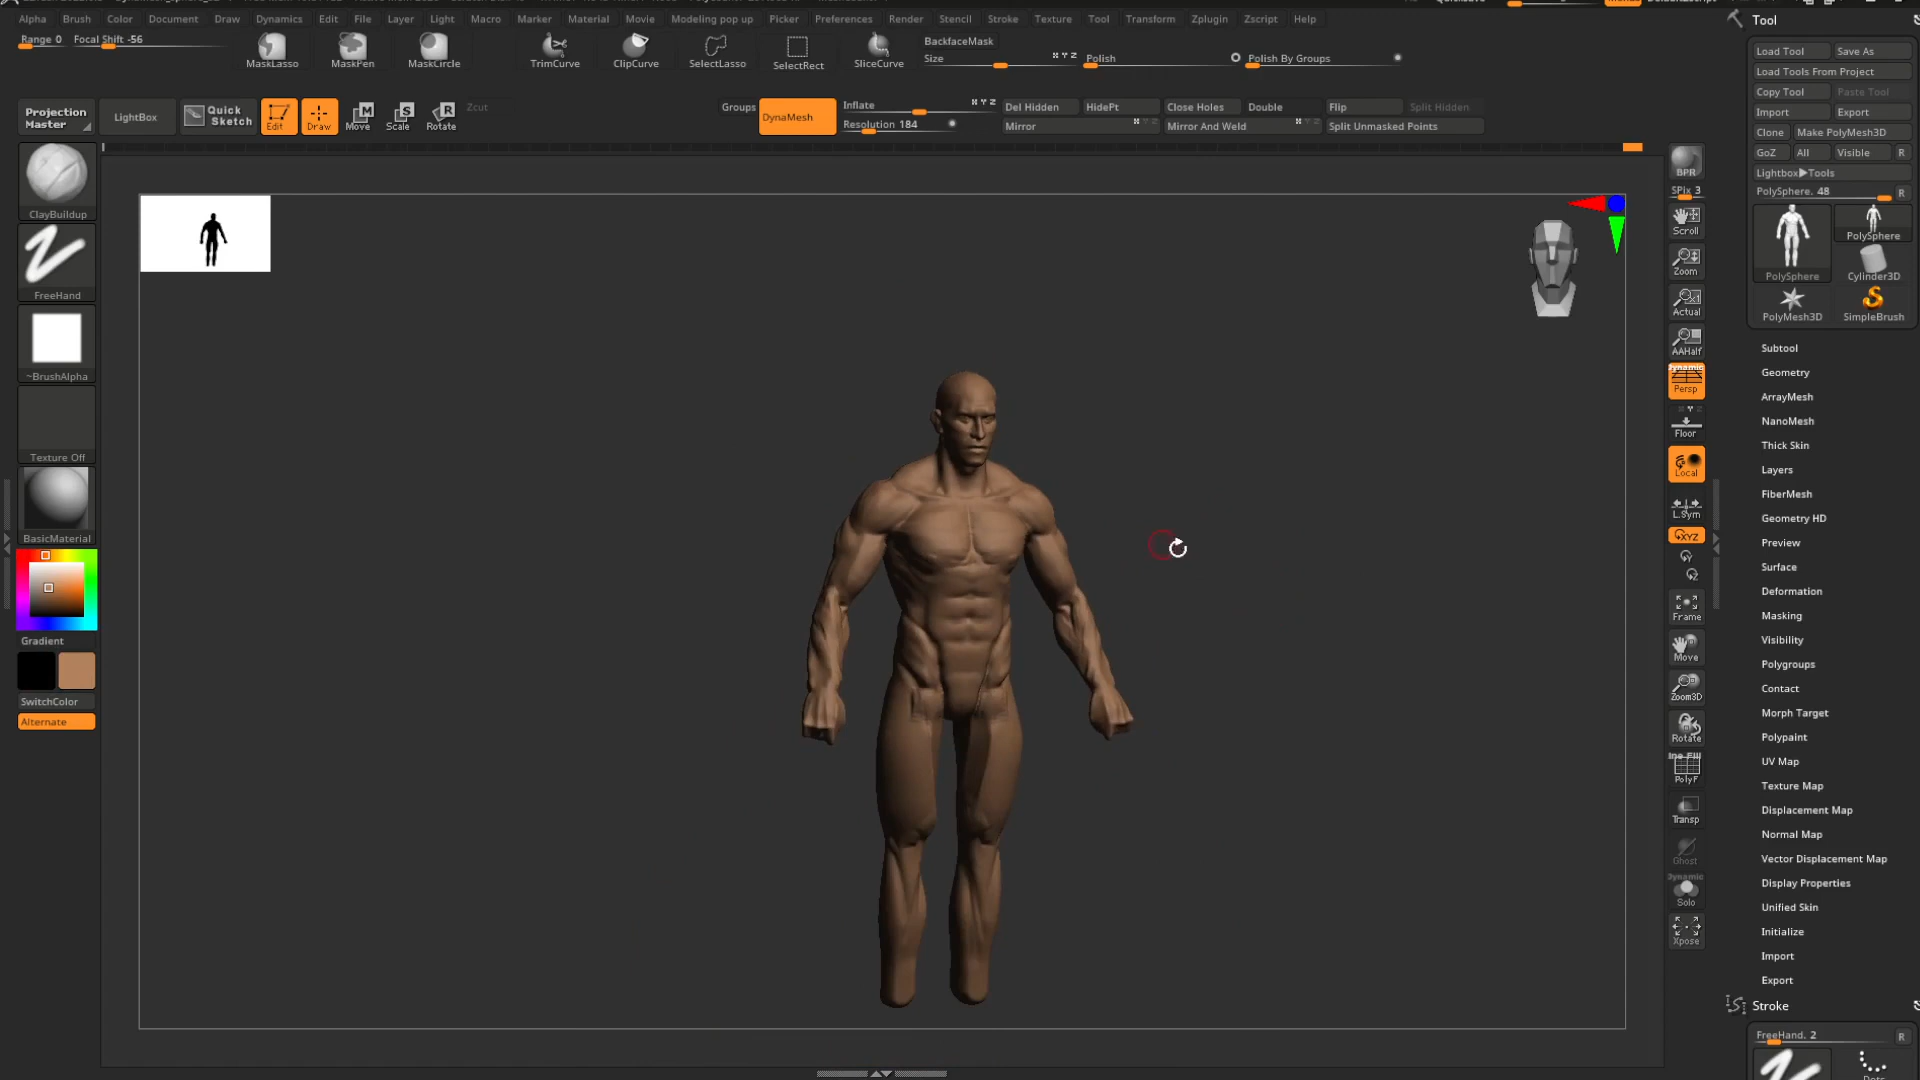 Alpha Brush Color Document Draw Dynamics Edit File Layer Light Macro Marker Material Movie Modeling pop up Picker Preferences Render Stencil Stroke Texture Tool Transform Zplugin Zscript Help
Range 0 Focal Shift -56
MaskLasso MaskPen MaskCircle TrimCurve ClipCurve SelectLasso SelectRect SliceCurve
BackfaceMask
Size X Y Z Polish Polish By Groups
Projection
Master
LightBox
Quick
Sketch
Edit Draw Move Scale Rotate
Zcut
Groups
DynaMesh
Inflate X Y Z
Resolution 184
Del Hidden HidePt Close Holes Double Flip Split Hidden
Mirror Mirror And Weld Split Unmasked Points
ClayBuildup
FreeHand
~BrushAlpha
Texture Off
BasicMaterial
Gradient
SwitchColor
Alternate
BPR
SPix 3
Scroll
Zoom
Actual
AAHalf
Dynamic
Persp
Floor
Local
L.Sym
XYZ
Y
Z
Frame
Move
Zoom3D
Rotate
PolyF
Transp
Ghost
Dynamic
Solo
Xpose
Tool
Load Tool Save As
Load Tools From Project
Copy Tool Paste Tool
Import Export
Clone Make PolyMesh3D
GoZ All Visible R
Lightbox▶Tools
PolySphere. 48 R
PolySphere
PolySphere
Cylinder3D
PolyMesh3D SimpleBrush
Subtool
Geometry
ArrayMesh
NanoMesh
Thick Skin
Layers
FiberMesh
Geometry HD
Preview
Surface
Deformation
Masking
Visibility
Polygroups
Contact
Morph Target
Polypaint
UV Map
Texture Map
Displacement Map
Normal Map
Vector Displacement Map
Display Properties
Unified Skin
Initialize
Import
Export
Stroke
FreeHand. 2 R